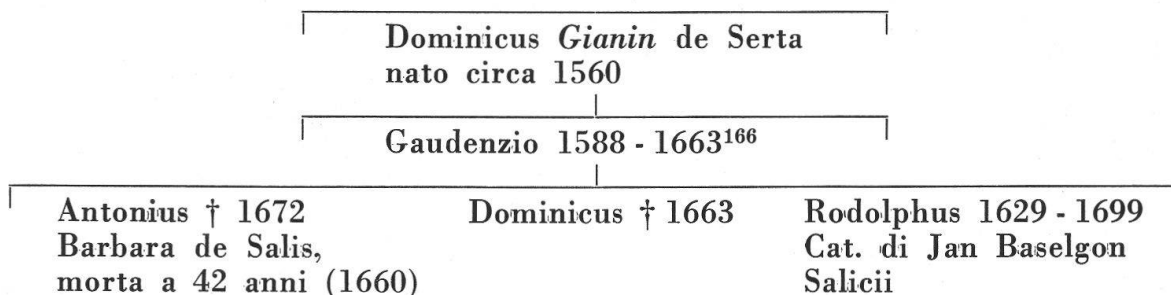 Dominicus Gianin de Serta
nato circa 1560
Gaudenzio 1588 - 1663¹⁶⁶
Antonius † 1672
Barbara de Salis,
morta a 42 anni (1660)
Dominicus † 1663
Rodolphus 1629 - 1699
Cat. di Jan Baselgon
Salicii